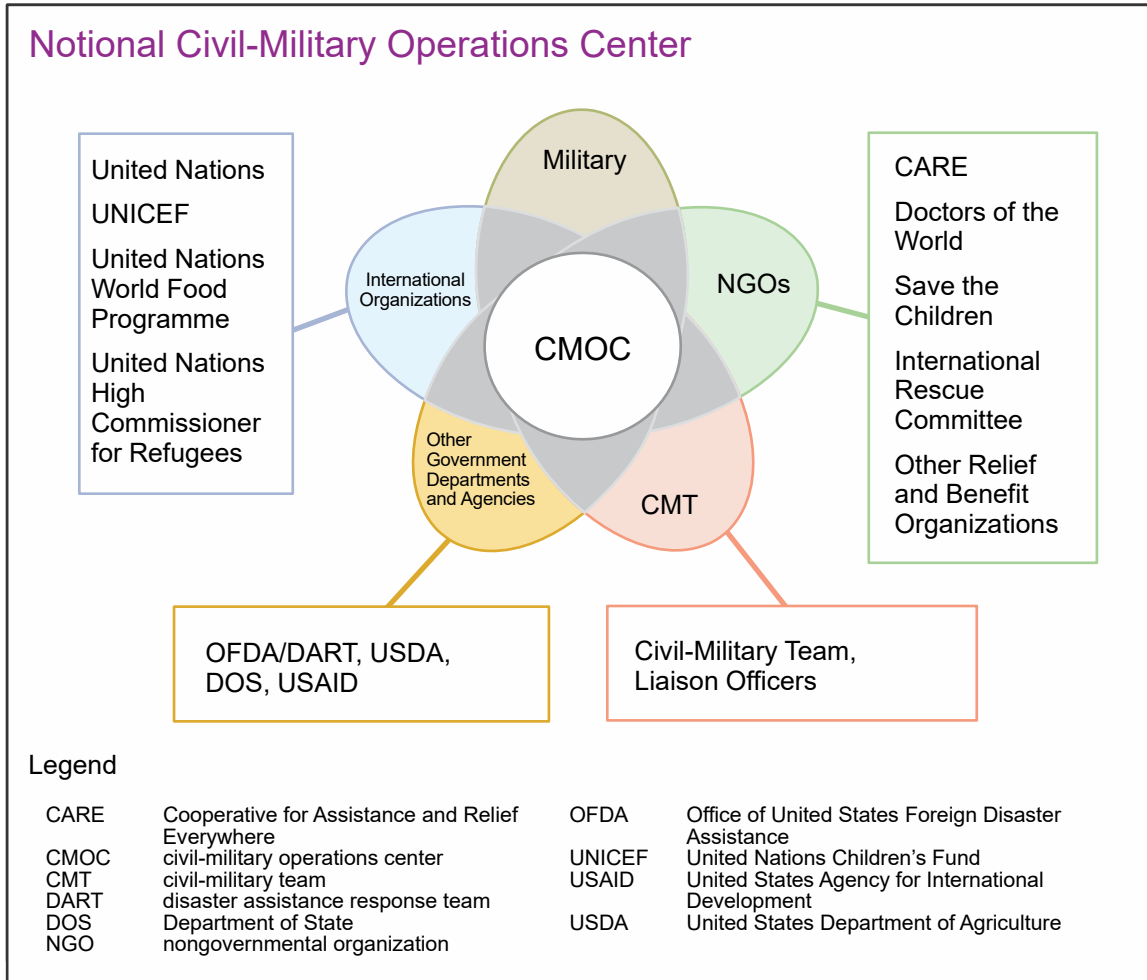 Notional Civil-Military Operations Center
United Nations
UNICEF
United Nations
World Food
Programme
United Nations
High
Commissioner
for Refugees
Military
International
Organizations
NGOs
CMOC
Other
Government
Departments
and Agencies
CMT
CARE
Doctors of the
World
Save the
Children
International
Rescue
Committee
Other Relief
and Benefit
Organizations
OFDA/DART, USDA,
DOS, USAID
Civil-Military Team,
Liaison Officers
Legend
CARE Cooperative for Assistance and Relief
Everywhere
CMOC civil-military operations center
CMT civil-military team
DART disaster assistance response team
DOS Department of State
NGO nongovernmental organization
OFDA Office of United States Foreign Disaster
Assistance
UNICEF United Nations Children's Fund
USAID United States Agency for International
Development
USDA United States Department of Agriculture